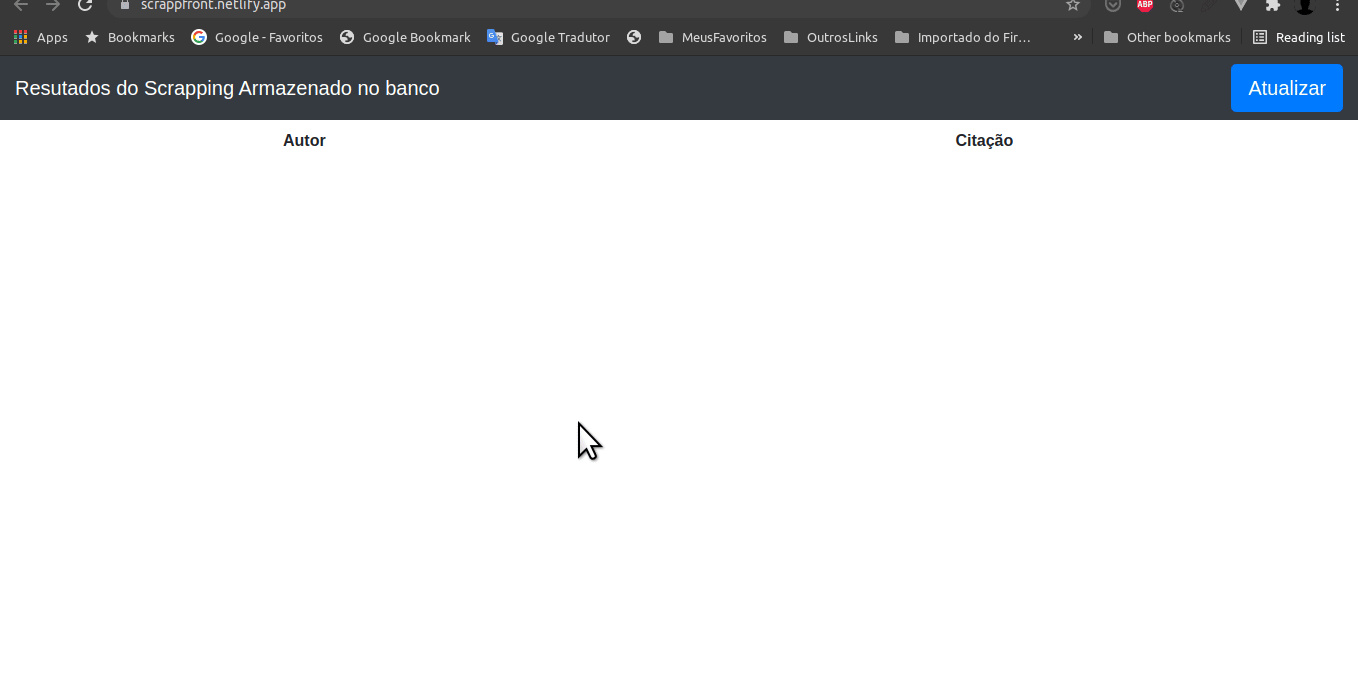 scrappfront.netlify.app
ABP
Apps Bookmarks Google - Favoritos Google Bookmark Google Tradutor MeusFavoritos OutrosLinks Importado do Fir… » Other bookmarks Reading list
Resutados do Scrapping Armazenado no banco Atualizar
Autor Citação